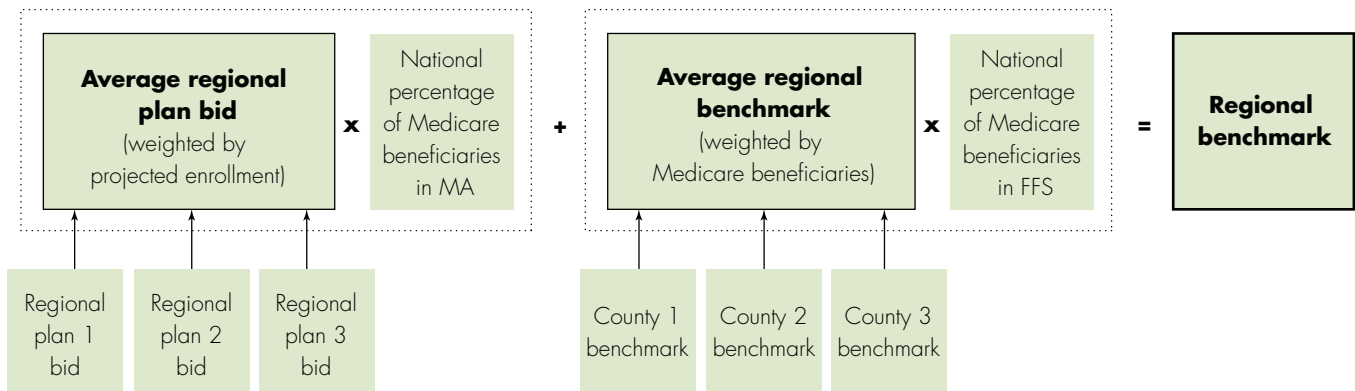 Average regional
plan bid
(weighted by
projected enrollment)
x
National
percentage
of Medicare
beneficiaries
in MA
+
Average regional
benchmark
(weighted by
Medicare beneficiaries)
x
National
percentage
of Medicare
beneficiaries
in FFS
=
Regional
benchmark
Regional
plan 1
bid
Regional
plan 2
bid
Regional
plan 3
bid
County 1
benchmark
County 2
benchmark
County 3
benchmark